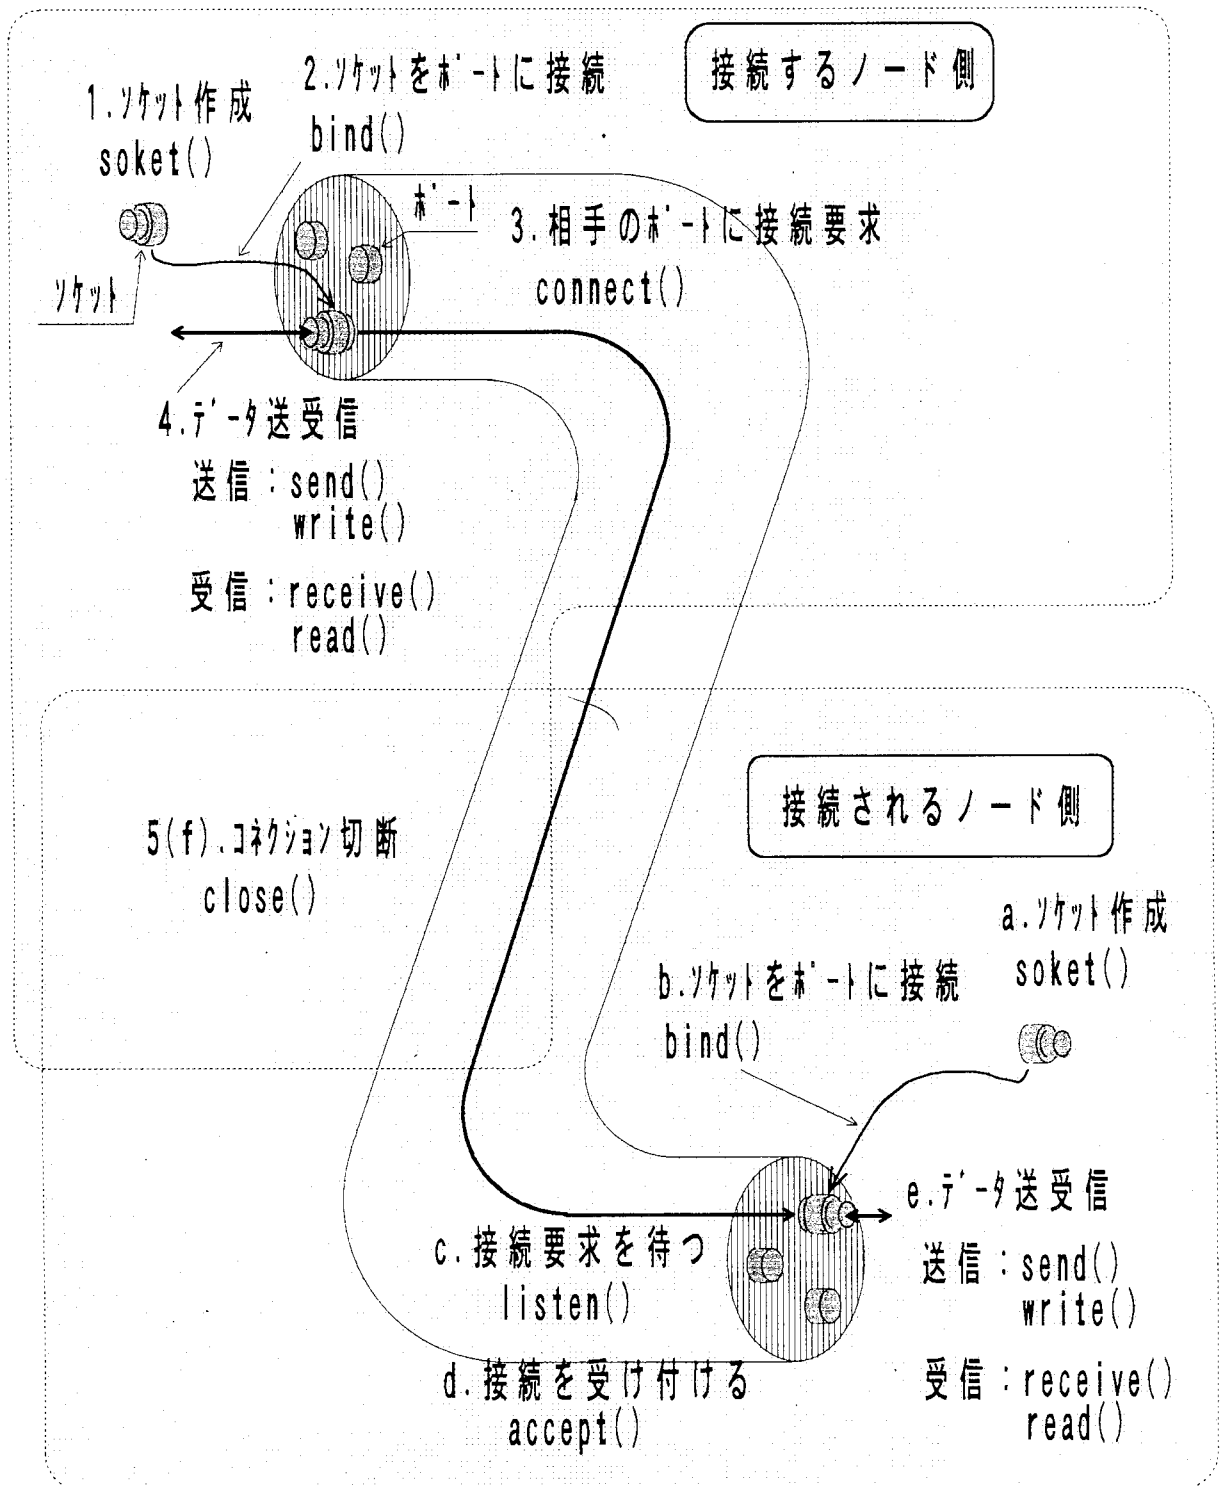 接続するノード側
1.ｿｹｯﾄ作成
soket()
2.ｿｹｯﾄをﾎﾟｰﾄに接続
bind()
ﾎﾟｰﾄ
ｿｹｯﾄ
3.相手のﾎﾟｰﾄに接続要求
connect()
4.ﾃﾞｰﾀ送受信
送信：send()
write()
受信：receive()
read()
5(f).ｺﾈｸｼｮﾝ切断
close()
接続されるノード側
a.ｿｹｯﾄ作成
soket()
b.ｿｹｯﾄをﾎﾟｰﾄに接続
bind()
c.接続要求を待つ
listen()
d.接続を受け付ける
accept()
e.ﾃﾞｰﾀ送受信
送信：send()
write()
受信：receive()
read()